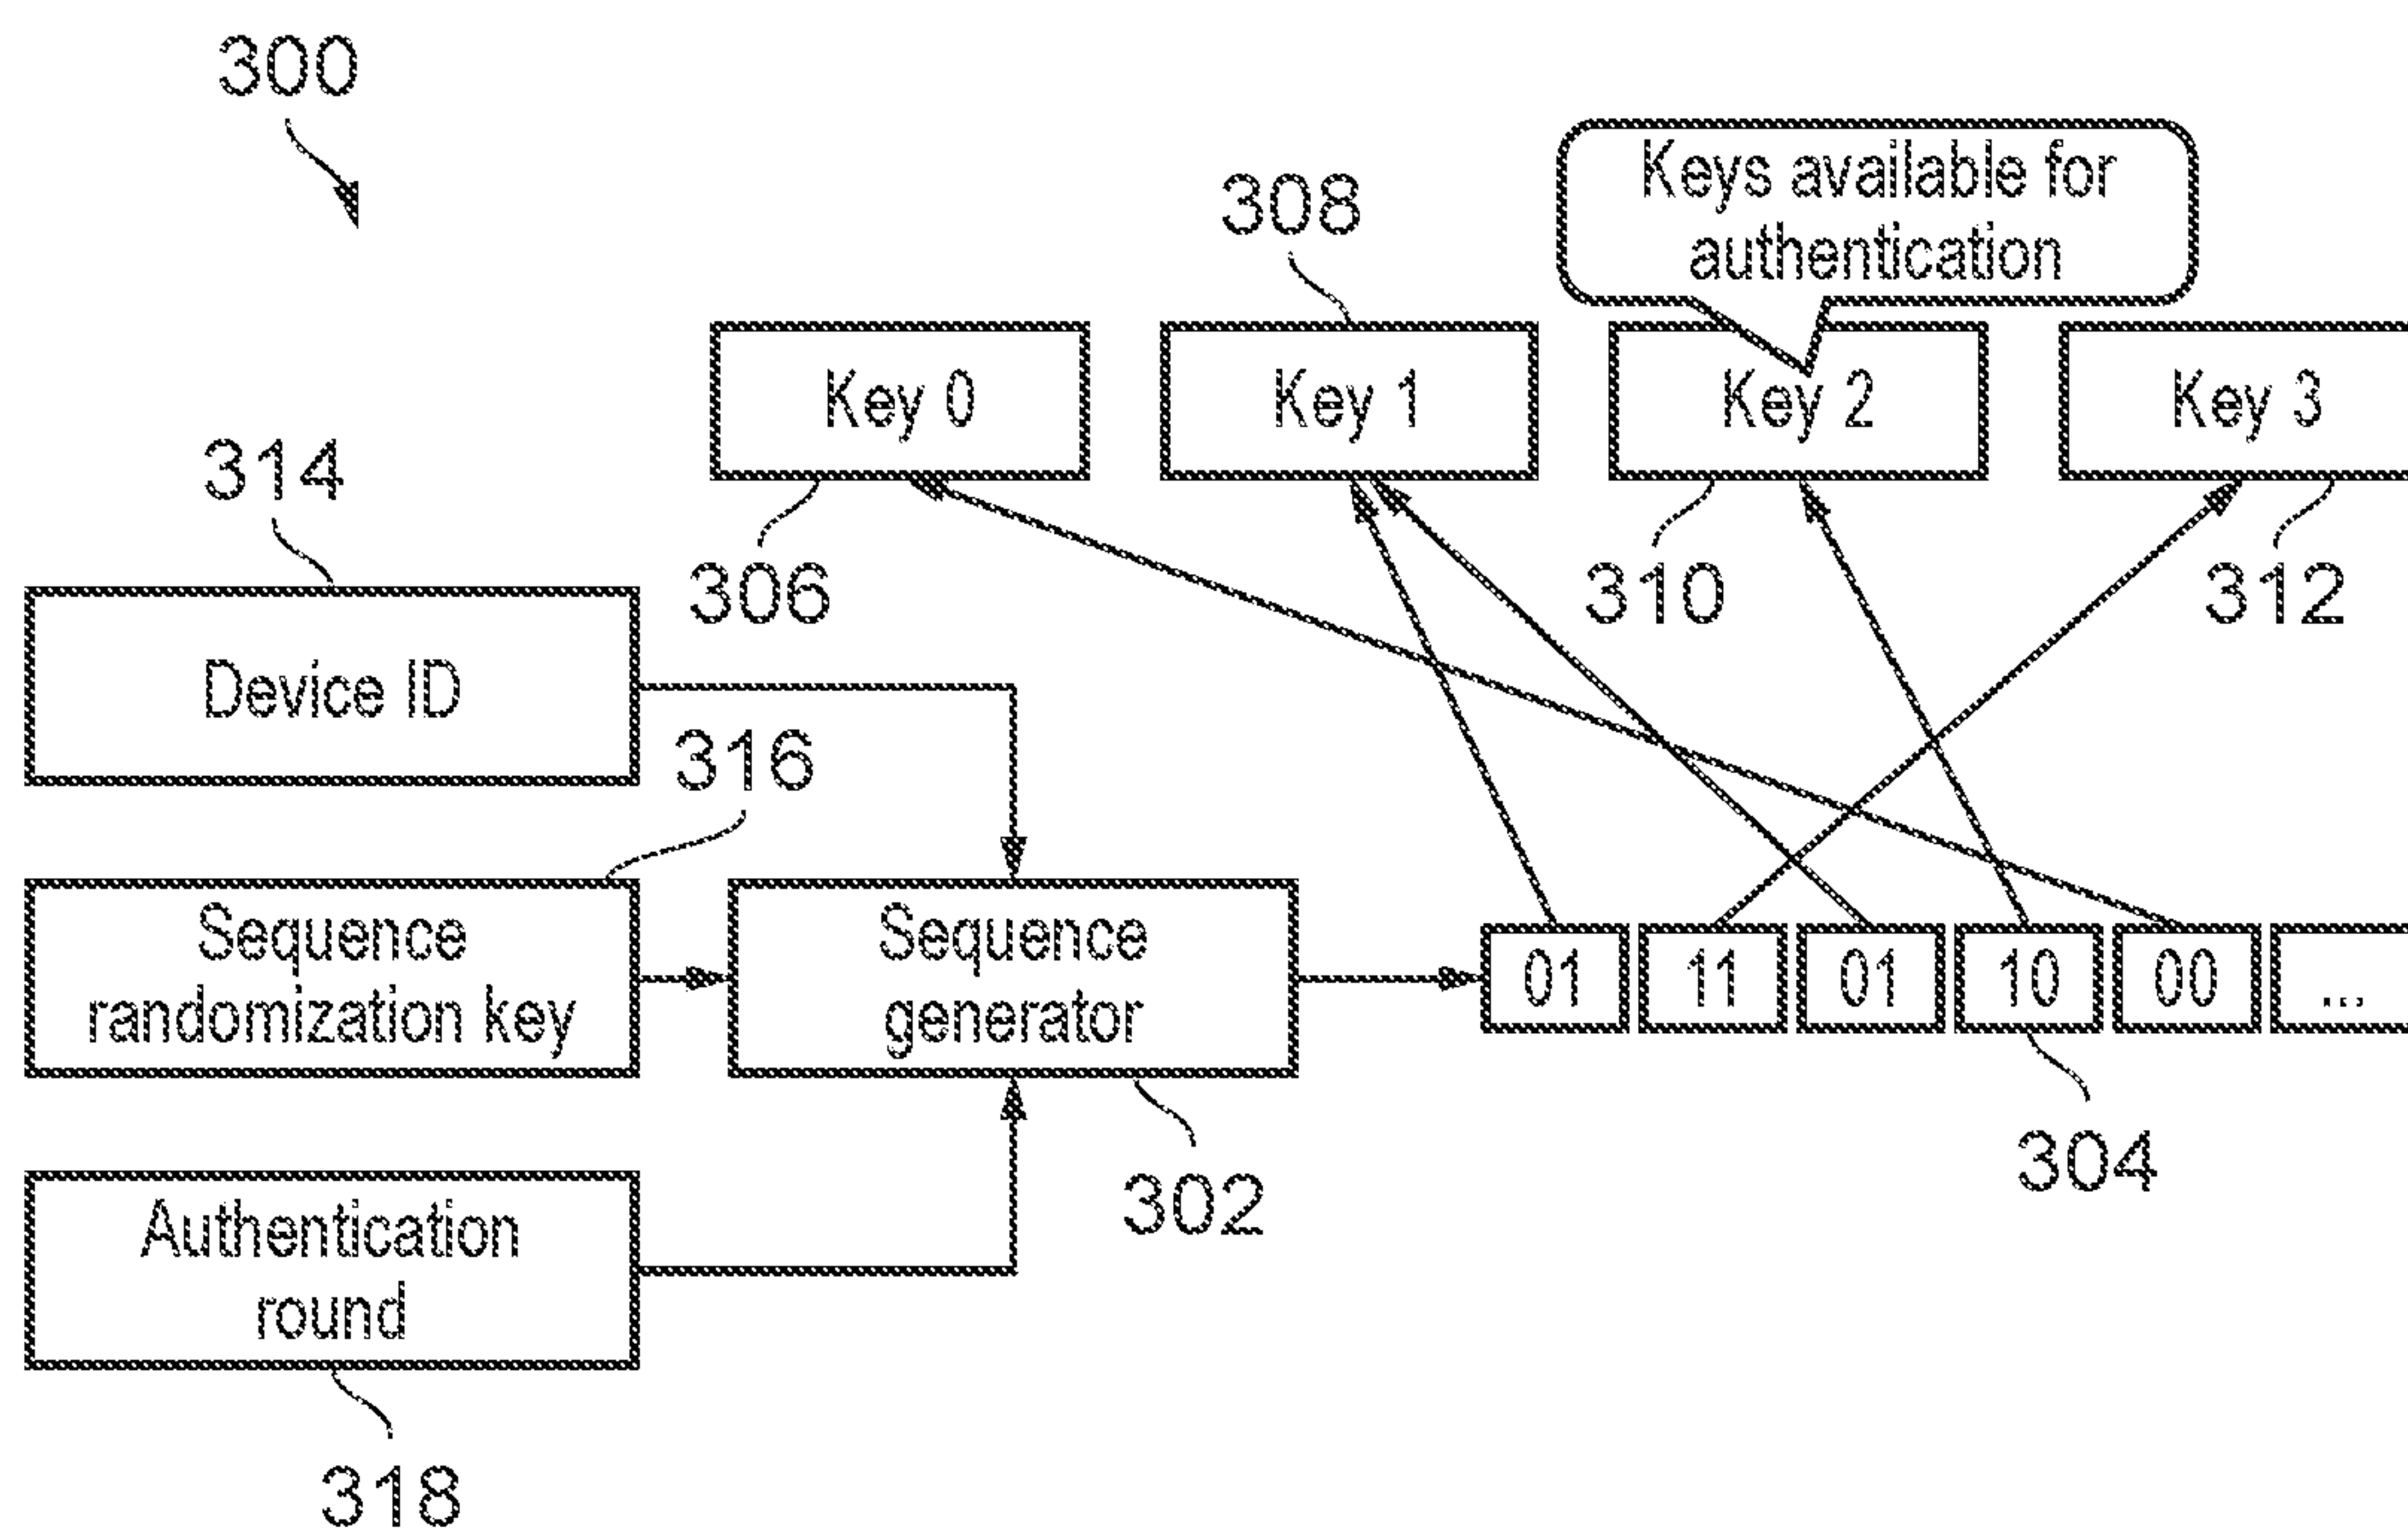 300
Keys available for
authentication
308
Key 0
Key 1
Key 2
Key 3
314
306
310
312
Device ID
316
Sequence
randomization key
Sequence
generator
01
11
01
10
00
...
304
302
Authentication
round
318